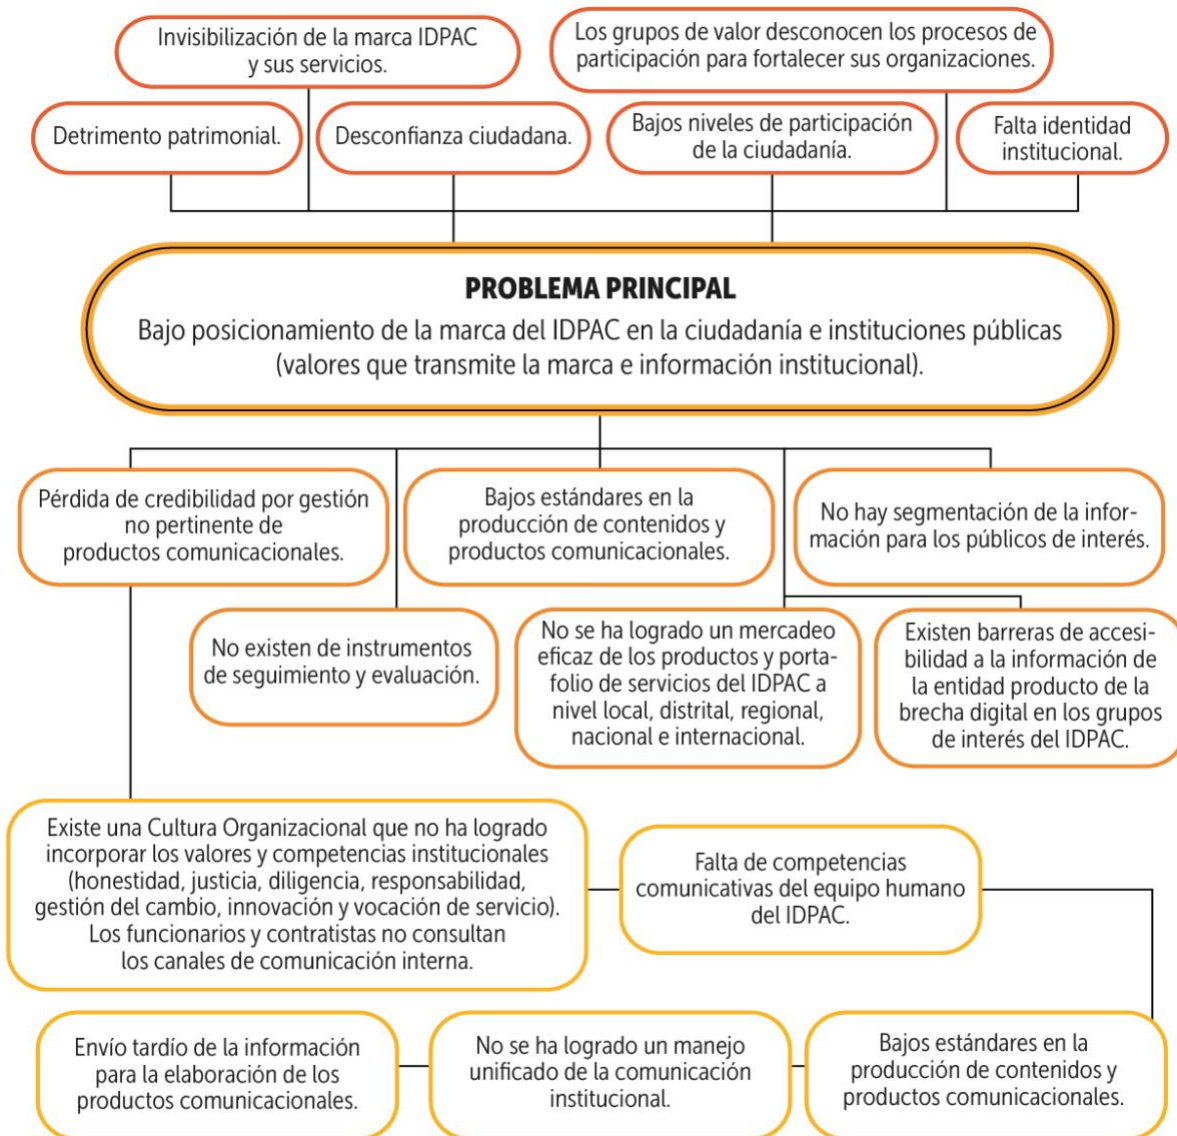 Invisibilización de la marca IDPAC
y sus servicios.
Los grupos de valor desconocen los procesos de
participación para fortalecer sus organizaciones.
Detrimento patrimonial.
Desconfianza ciudadana.
Bajos niveles de participación
de la ciudadanía.
Falta identidad
institucional.
PROBLEMA PRINCIPAL
Bajo posicionamiento de la marca del IDPAC en la ciudadanía e instituciones públicas
(valores que transmite la marca e información institucional).
Pérdida de credibilidad por gestión
no pertinente de
productos comunicacionales.
Bajos estándares en la
producción de contenidos y
productos comunicacionales.
No hay segmentación de la infor-
mación para los públicos de interés.
No existen de instrumentos
de seguimiento y evaluación.
No se ha logrado un mercadeo
eficaz de los productos y porta-
folio de servicios del IDPAC a
nivel local, distrital, regional,
nacional e internacional.
Existen barreras de accesi-
bilidad a la información de
la entidad producto de la
brecha digital en los grupos
de interés del IDPAC.
Existe una Cultura Organizacional que no ha logrado
incorporar los valores y competencias institucionales
(honestidad, justicia, diligencia, responsabilidad,
gestión del cambio, innovación y vocación de servicio).
Los funcionarios y contratistas no consultan
los canales de comunicación interna.
Falta de competencias
comunicativas del equipo humano
del IDPAC.
Envío tardío de la información
para la elaboración de los
productos comunicacionales.
No se ha logrado un manejo
unificado de la comunicación
institucional.
Bajos estándares en la
producción de contenidos y
productos comunicacionales.